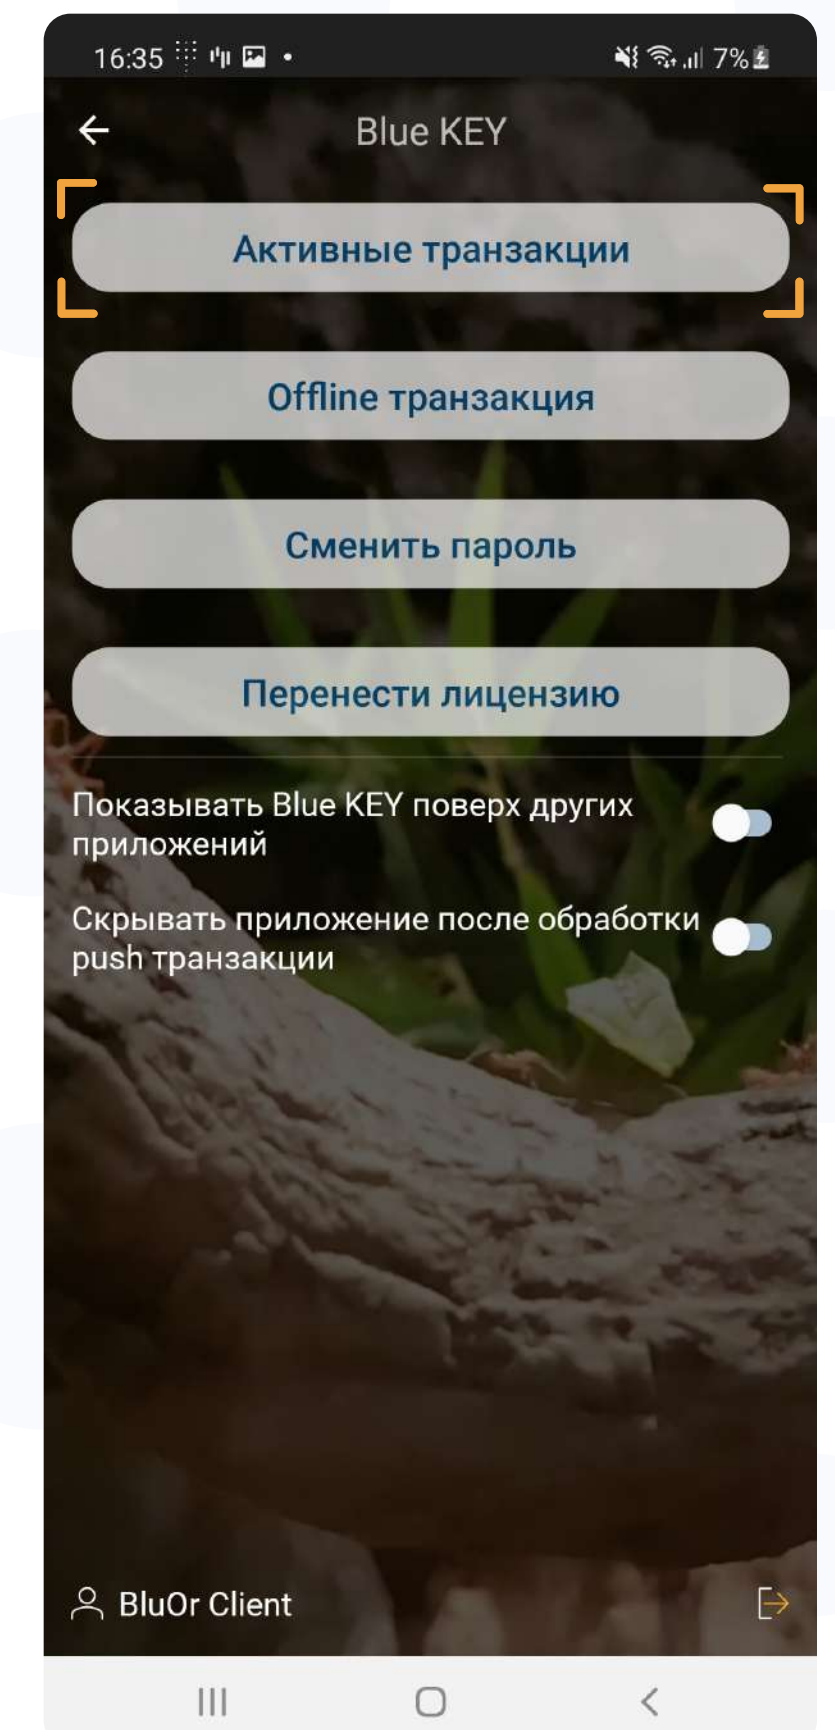 16:35
7%
Blue KEY
Активные транзакции
Offline транзакция
Сменить пароль
Перенести лицензию
Показывать Blue KEY поверх других
приложений
Скрывать приложение после обработки
push транзакции
BluOr Client